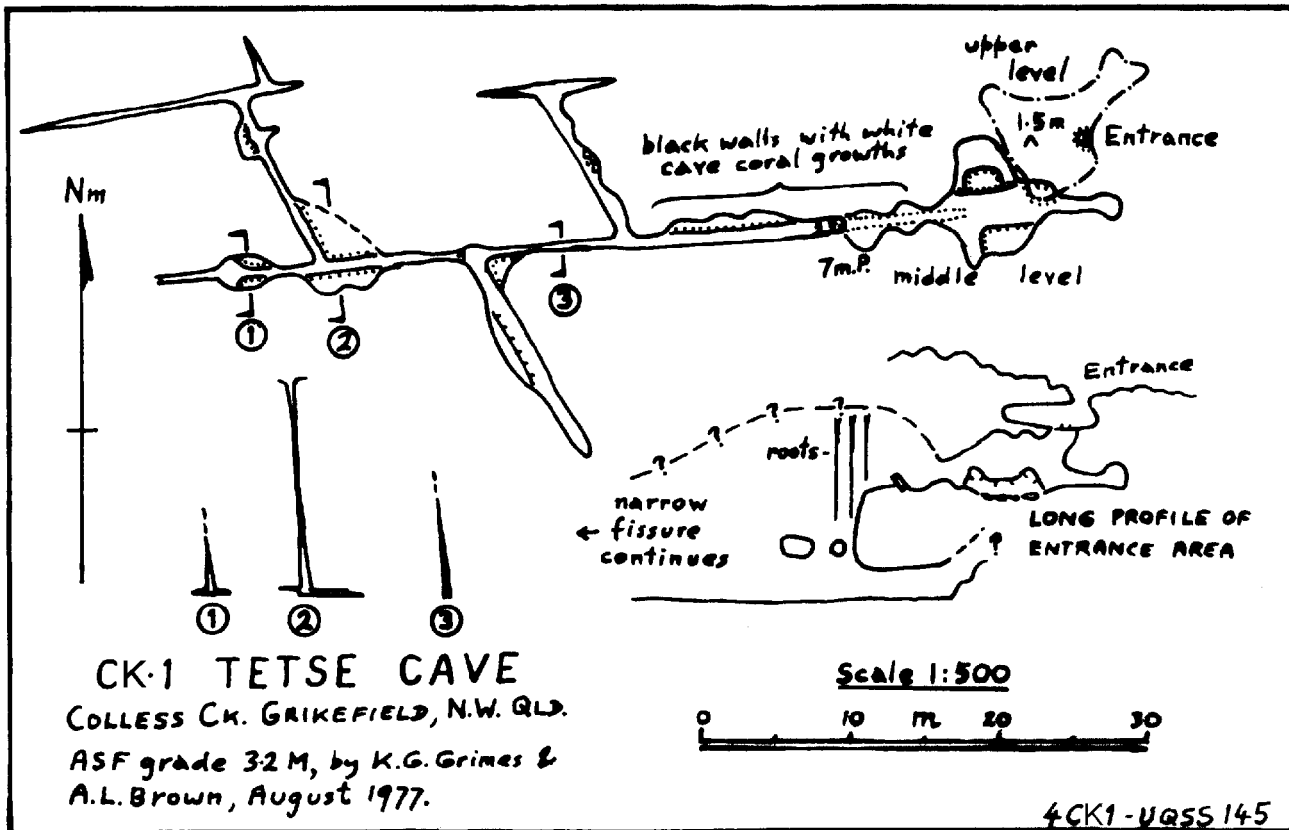 upper
level
1.5m
Entrance
black walls with white
cave coral growths
Nm
7m.P.
middle level
①
②
③
Entrance
?
?
?
?
roots-
narrow
← fissure
continues
?
LONG PROFILE OF
ENTRANCE AREA
①
②
③
CK·1 TETSE CAVE
COLLESS CK. GRIKEFIELD, N.W. QLD.
ASF grade 3·2 M, by K.G. Grimes &
A.L. Brown, August 1977.
Scale 1:500
0 10 m 20 30
4CK1-UQSS 145